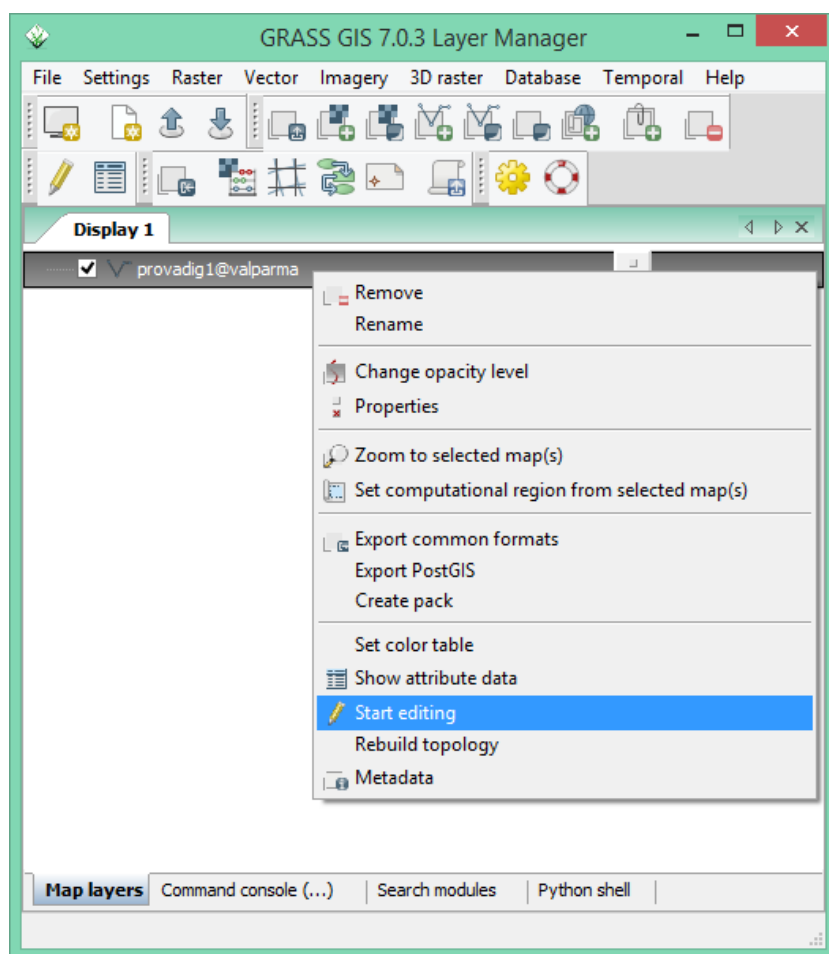 GRASS GIS 7.0.3 Layer Manager
File Settings Raster Vector Imagery 3D raster Database Temporal Help
Display 1
provadig1@valparma
Remove
Rename
Change opacity level
Properties
Zoom to selected map(s)
Set computational region from selected map(s)
Export common formats
Export PostGIS
Create pack
Set color table
Show attribute data
Start editing
Rebuild topology
Metadata
Map layers Command console (...) Search modules Python shell